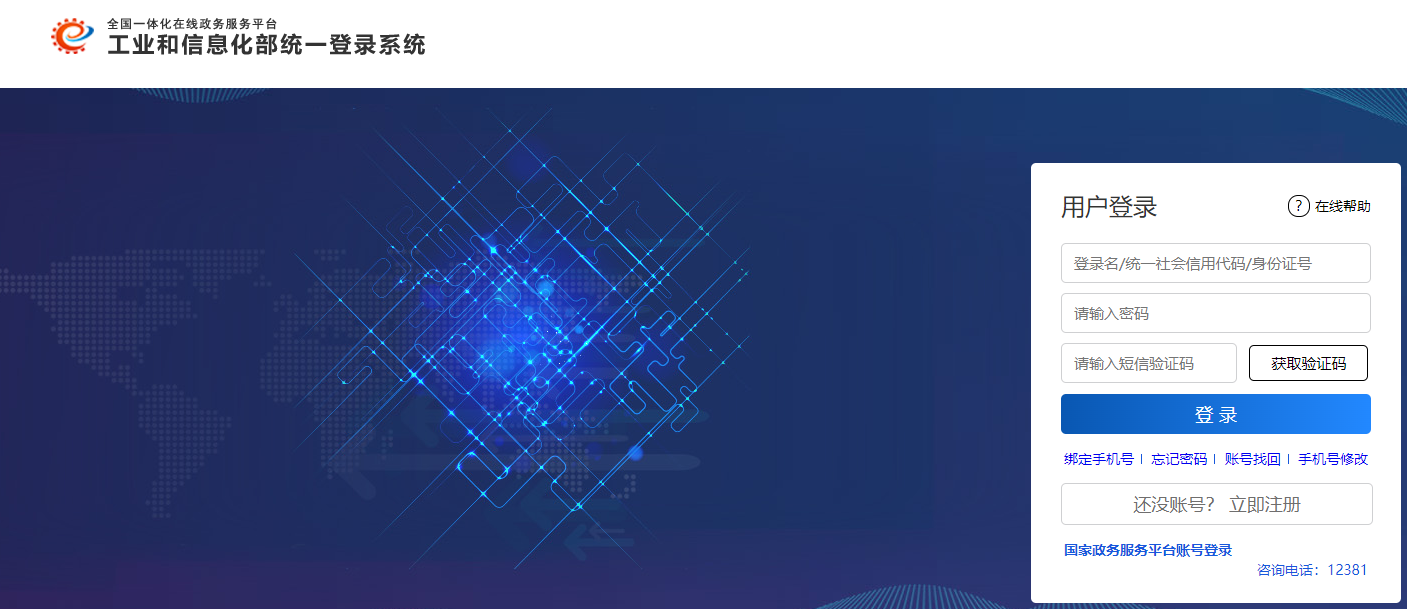 全国一体化在线政务服务平台
工业和信息化部统一登录系统
用户登录
? 在线帮助
登录名/统一社会信用代码/身份证号
请输入密码
请输入短信验证码 获取验证码
登 录
绑定手机号 | 忘记密码 | 账号找回 | 手机号修改
还没账号? 立即注册
国家政务服务平台账号登录
咨询电话：12381